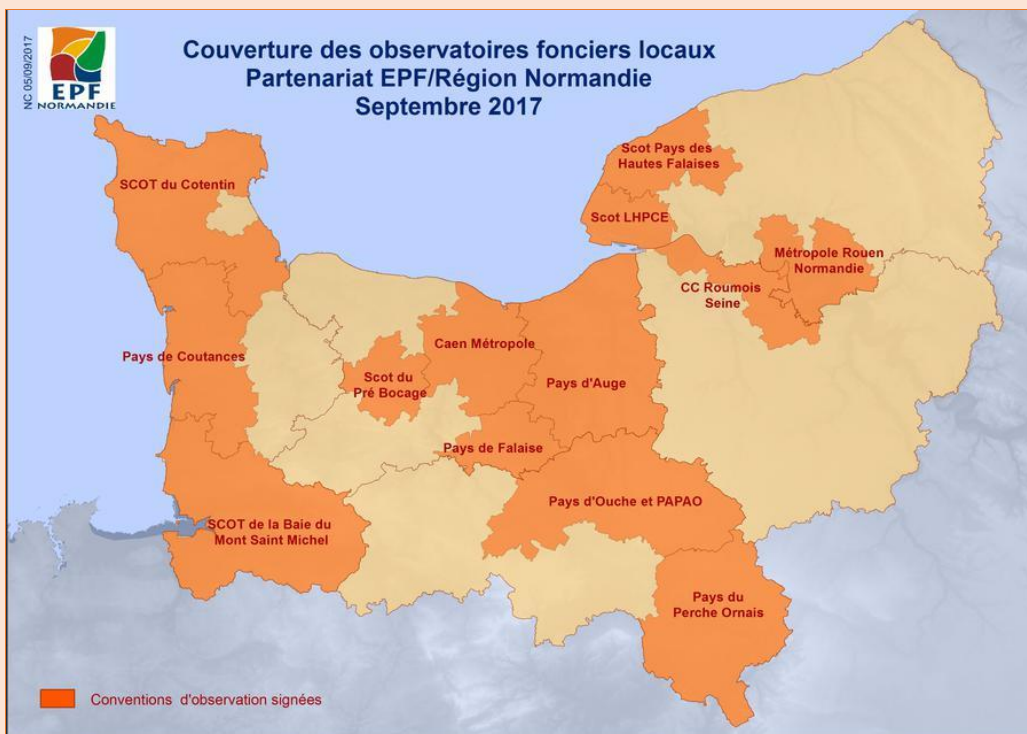 NC 05/09/2017
EPF
NORMANDIE
Couverture des observatoires fonciers locaux
Partenariat EPF/Région Normandie
Septembre 2017
Scot Pays des
Hautes Falaises
SCOT du Cotentin
Scot LHPCE
Métropole Rouen
Normandie
CC Roumois
Seine
Caen Métropole
Pays de Coutances
Scot du
Pré Bocage
Pays d'Auge
Pays de Falaise
Pays d'Ouche et PAPAO
SCOT de la Baie du
Mont Saint Michel
Pays du
Perche Ornais
Conventions d'observation signées